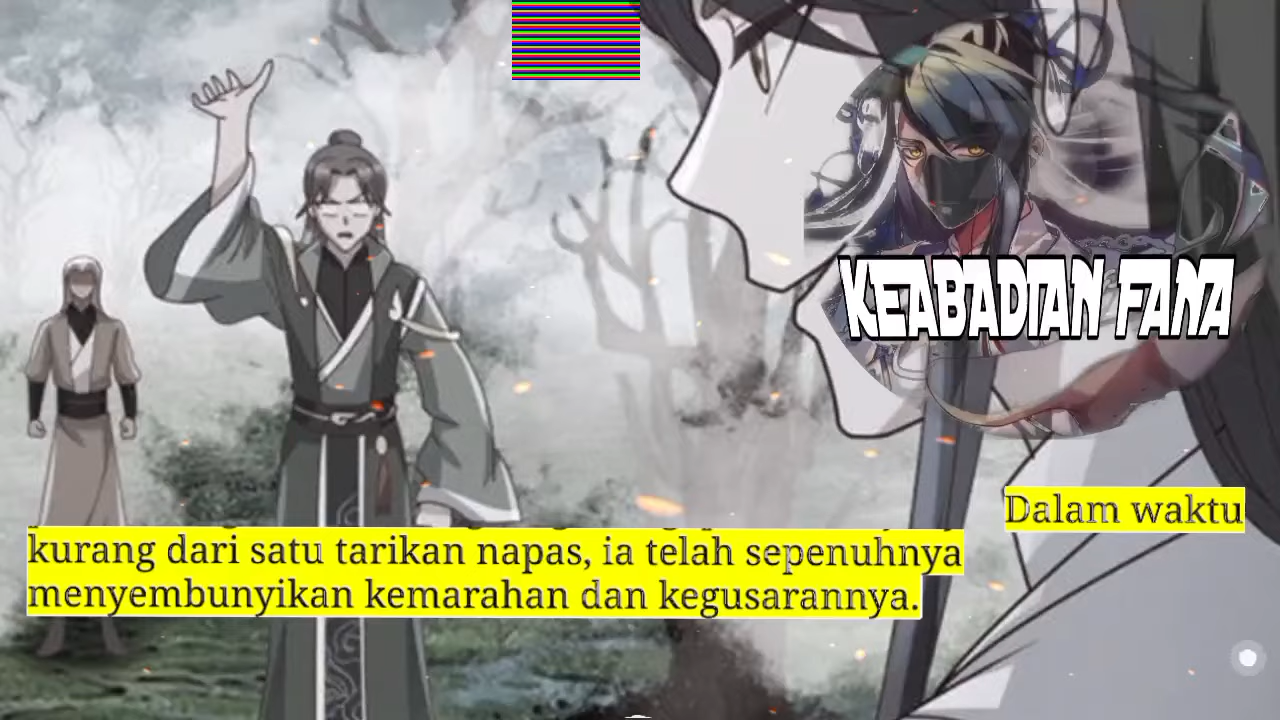 KEABADIAN FANA
Dalam waktu
kurang dari satu tarikan napas, ia telah sepenuhnya
menyembunyikan kemarahan dan kegusarannya.